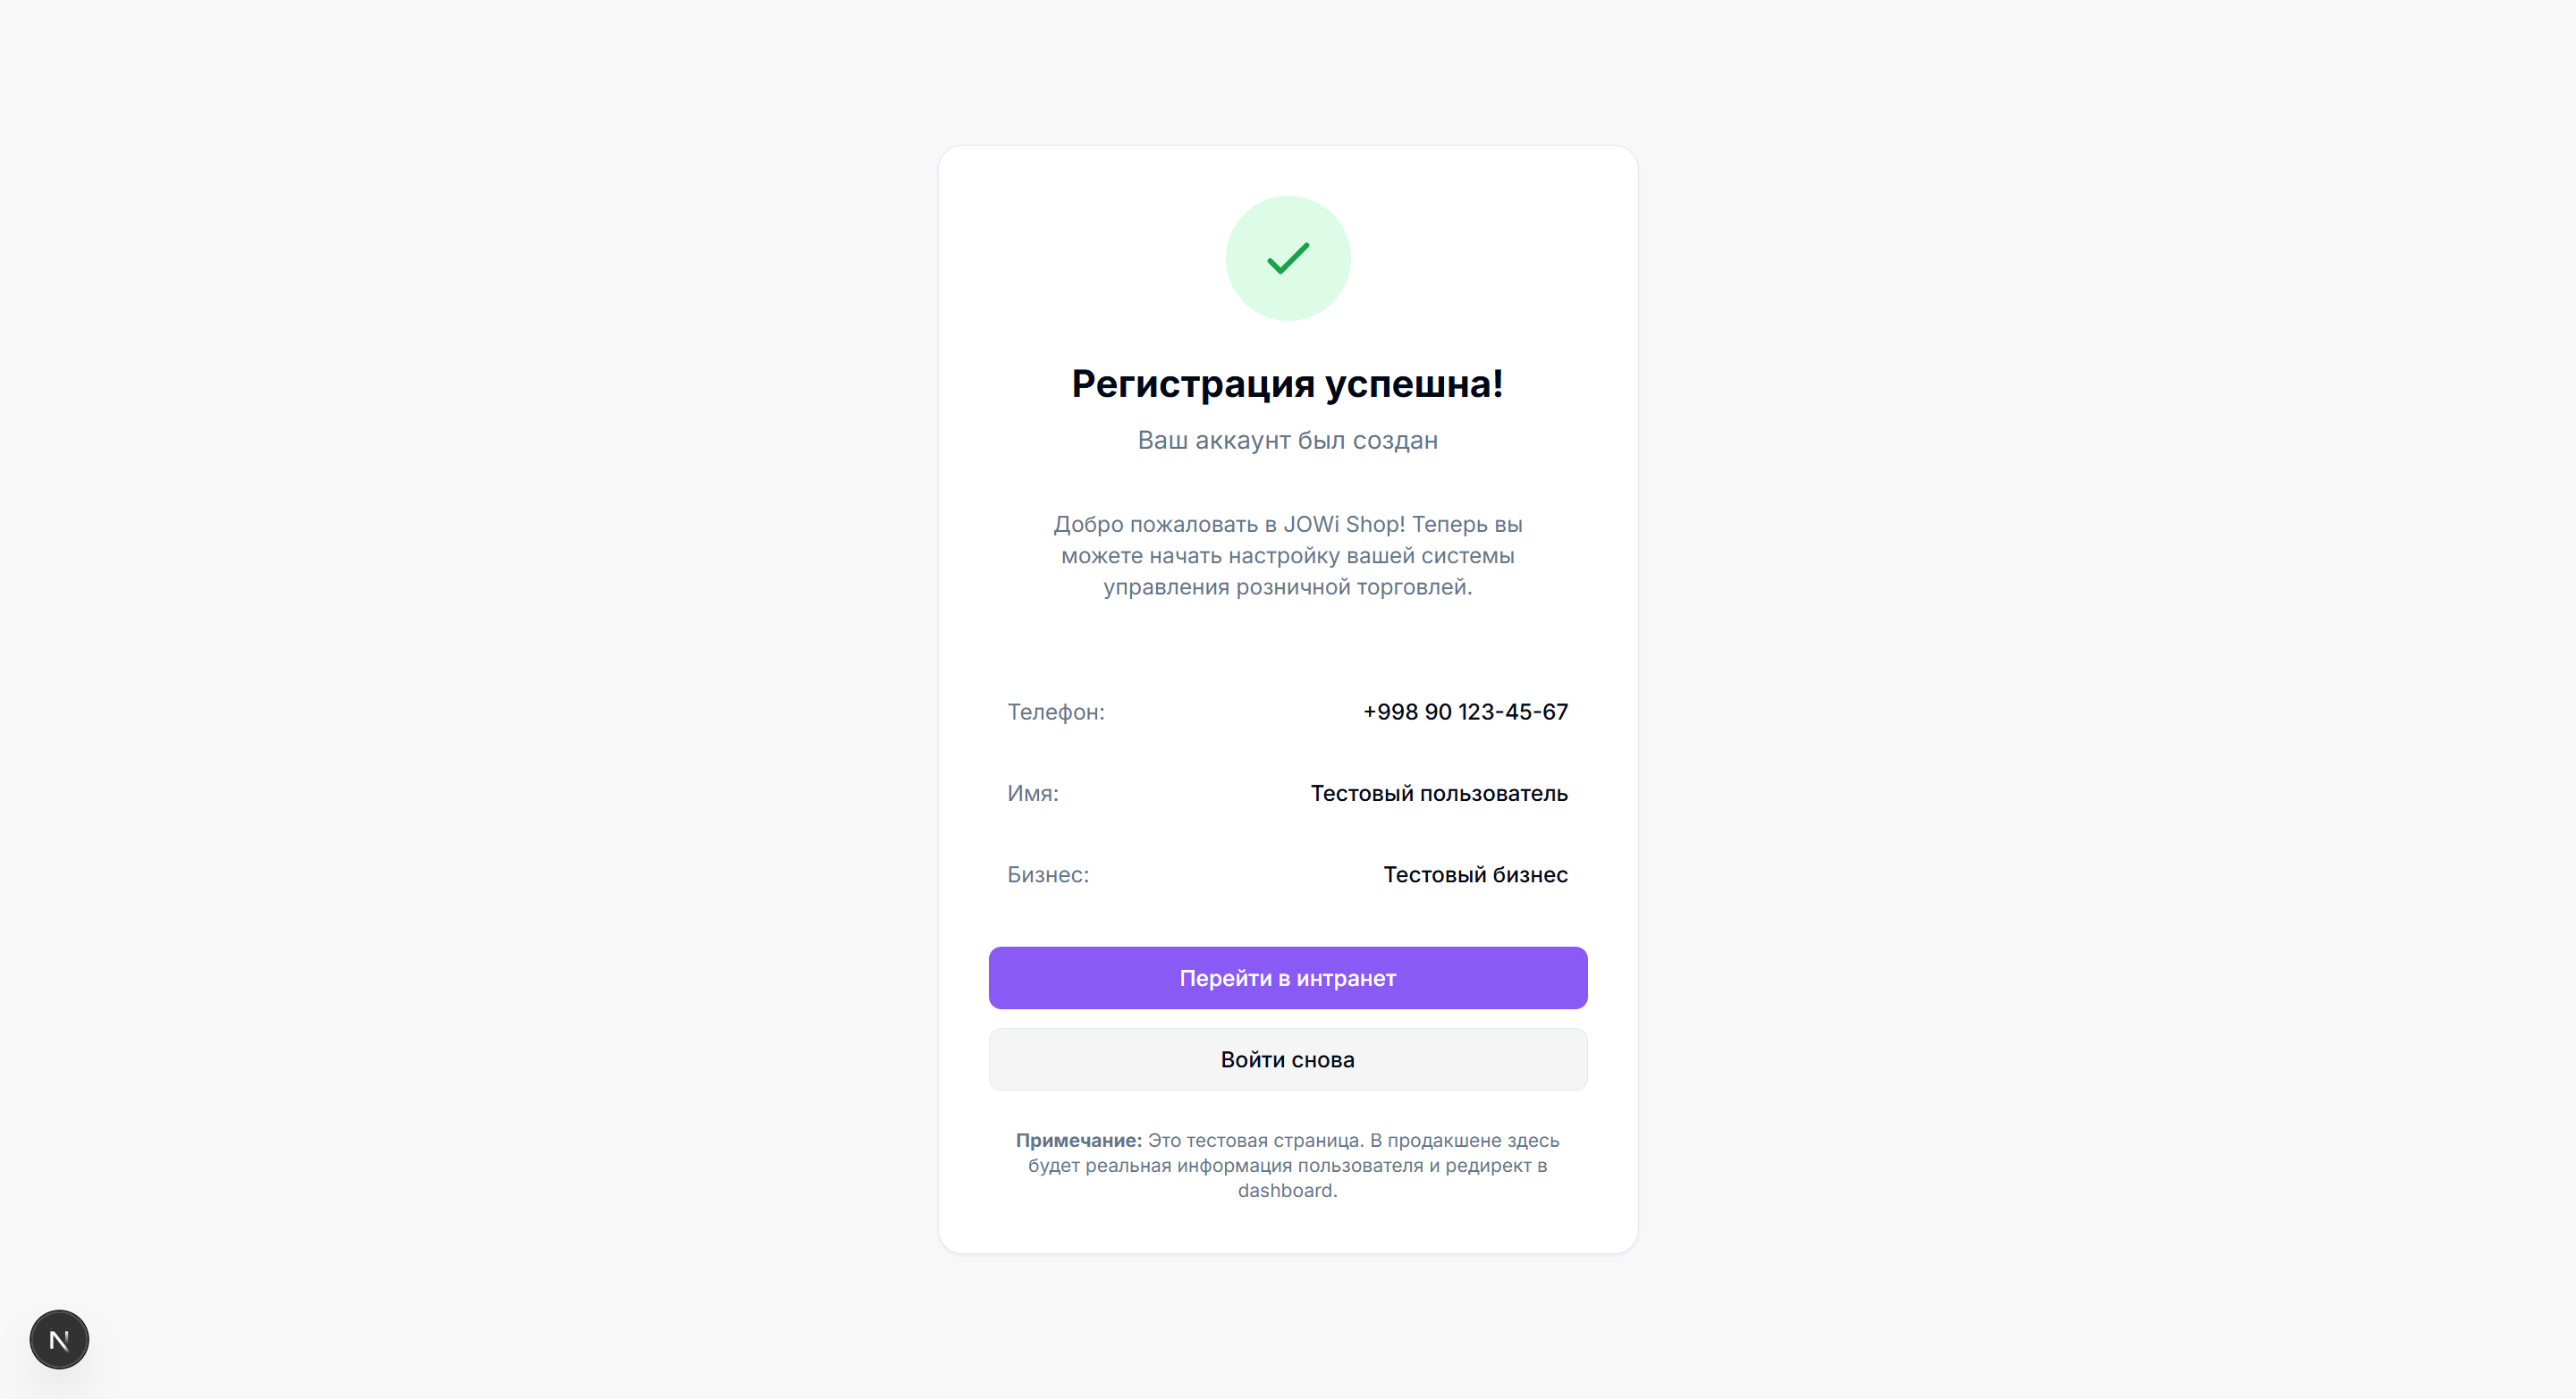 Регистрация успешна!
Ваш аккаунт был создан
Добро пожаловать в JOWi Shop! Теперь вы
можете начать настройку вашей системы
управления розничной торговлей.
Телефон: +998 90 123-45-67
Имя: Тестовый пользователь
Бизнес: Тестовый бизнес
Перейти в интранет
Войти снова
Примечание: Это тестовая страница. В продакшене здесь
будет реальная информация пользователя и редирект в
dashboard.
N